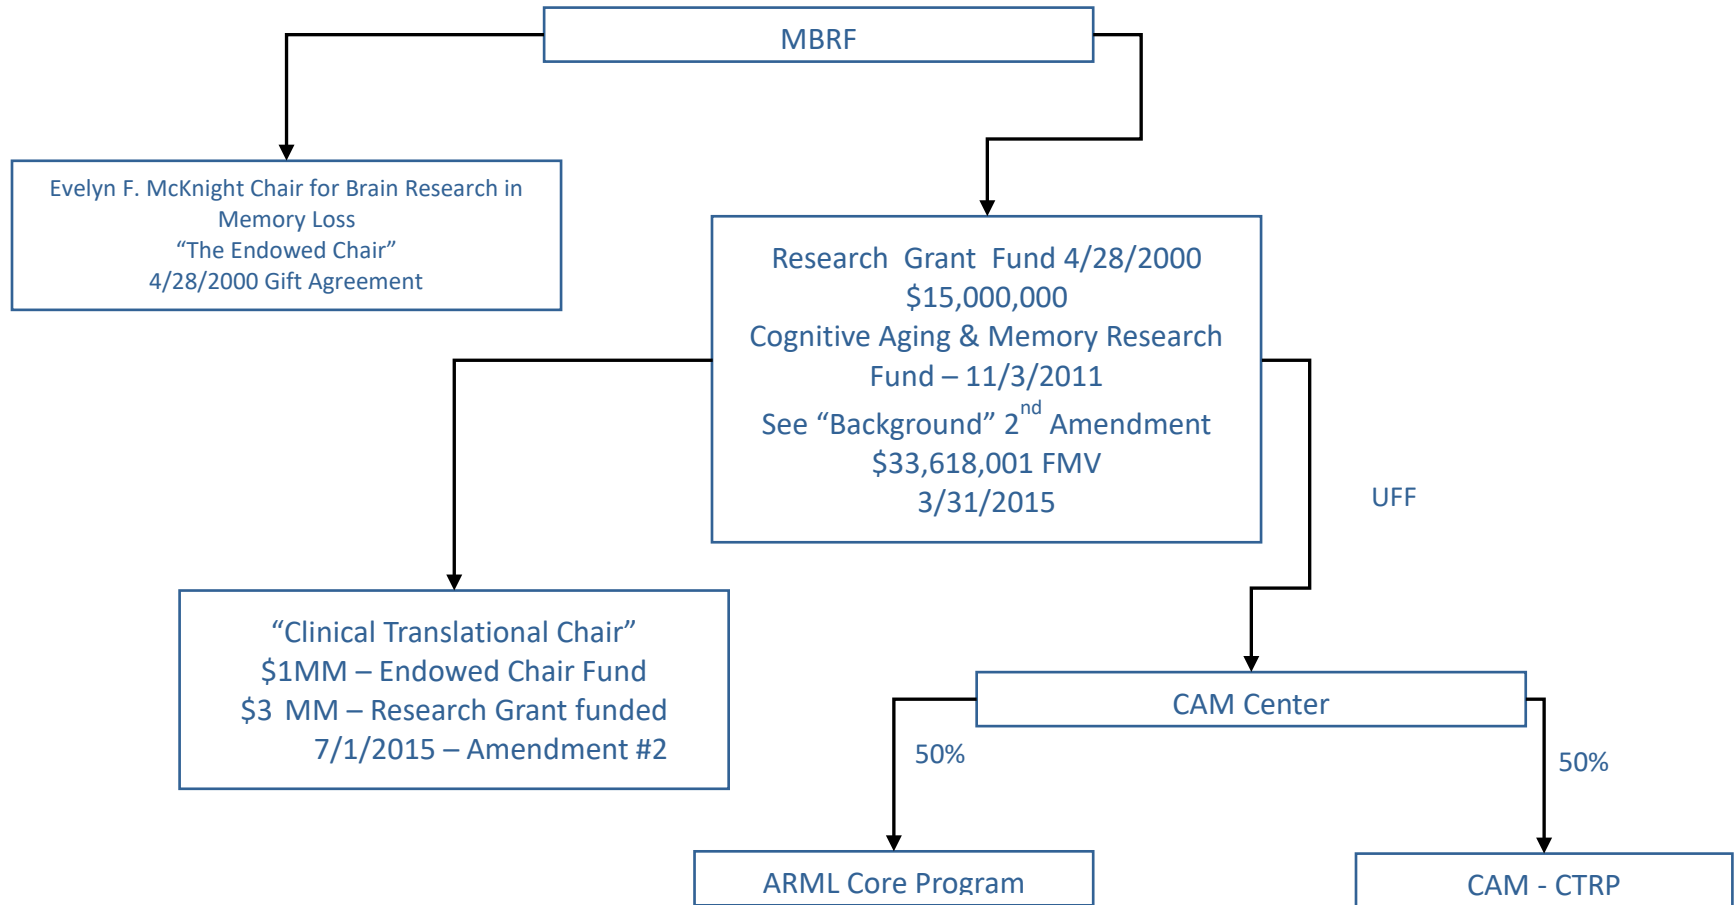 MBRF
Evelyn F. McKnight Chair for Brain Research in
Memory Loss
“The Endowed Chair”
4/28/2000 Gift Agreement
Research Grant Fund 4/28/2000
$15,000,000
Cognitive Aging & Memory Research
Fund – 11/3/2011
See “Background” 2nd Amendment
$33,618,001 FMV
3/31/2015
UFF
“Clinical Translational Chair”
$1MM – Endowed Chair Fund
$3 MM – Research Grant funded
7/1/2015 – Amendment #2
CAM Center
50%
50%
ARML Core Program
CAM - CTRP